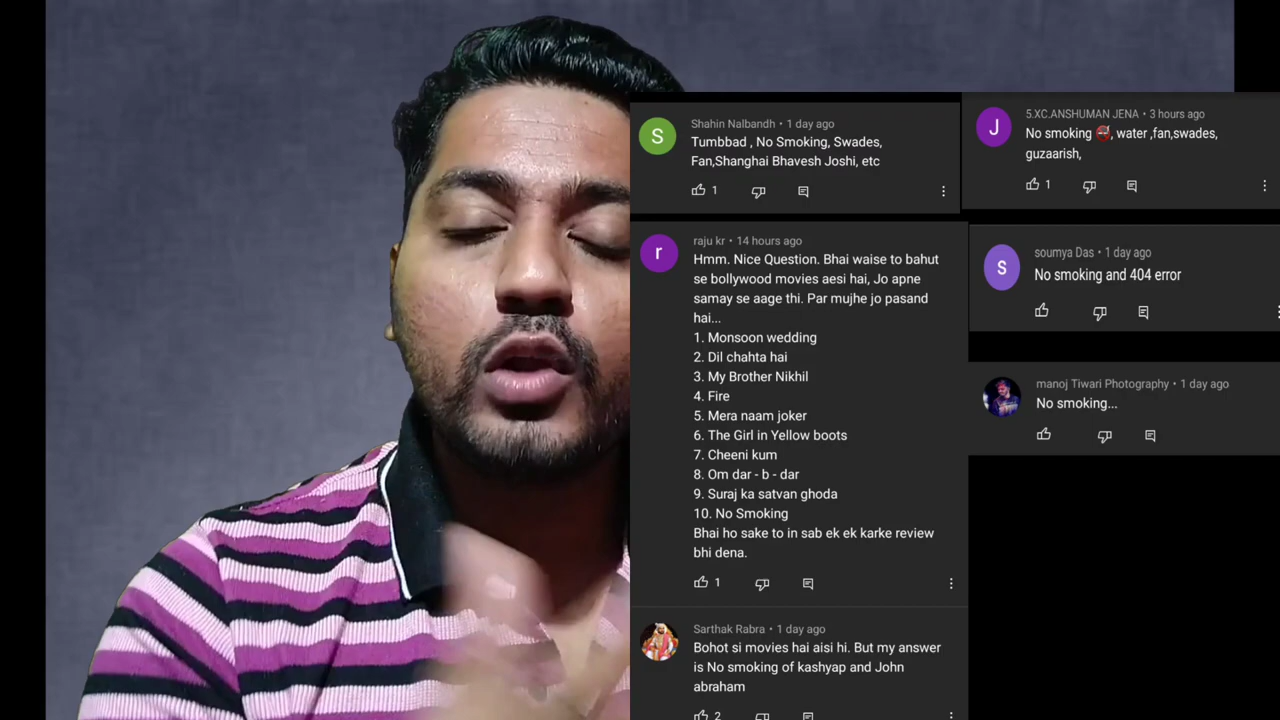 S
Shahin Nalbandh • 1 day ago
Tumbbad , No Smoking, Swades,
Fan,Shanghai Bhavesh Joshi, etc
1
J
5.XC.ANSHUMAN JENA • 3 hours ago
No smoking 🚭, water ,fan,swades,
guzaarish,
1
r
raju kr • 14 hours ago
Hmm. Nice Question. Bhai waise to bahut
se bollywood movies aesi hai, Jo apne
samay se aage thi. Par mujhe jo pasand
hai...
1. Monsoon wedding
2. Dil chahta hai
3. My Brother Nikhil
4. Fire
5. Mera naam joker
6. The Girl in Yellow boots
7. Cheeni kum
8. Om dar - b - dar
9. Suraj ka satvan ghoda
10. No Smoking
Bhai ho sake to in sab ek ek karke review
bhi dena.
1
s
soumya Das • 1 day ago
No smoking and 404 error
manoj Tiwari Photography • 1 day ago
No smoking...
Sarthak Rabra • 1 day ago
Bohot si movies hai aisi hi. But my answer
is No smoking of kashyap and John
abraham
2